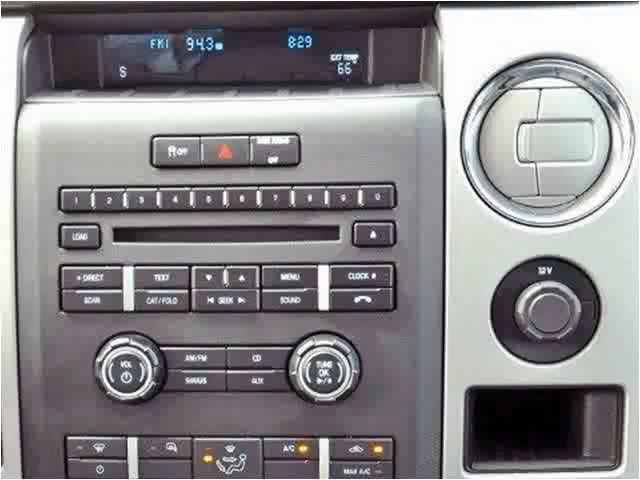 FM1 94.3 8:29
EXT TEMP
S 66°
OFF OFF
1 2 3 4 5 6 7 8 9 0
LOAD
DIRECT TEXT MENU CLOCK
SCAN CAT/FOLD SEEK SOUND
12V
VOL AM/FM CD TUNE
OK
SIRIUS AUX
A/C
MAX A/C